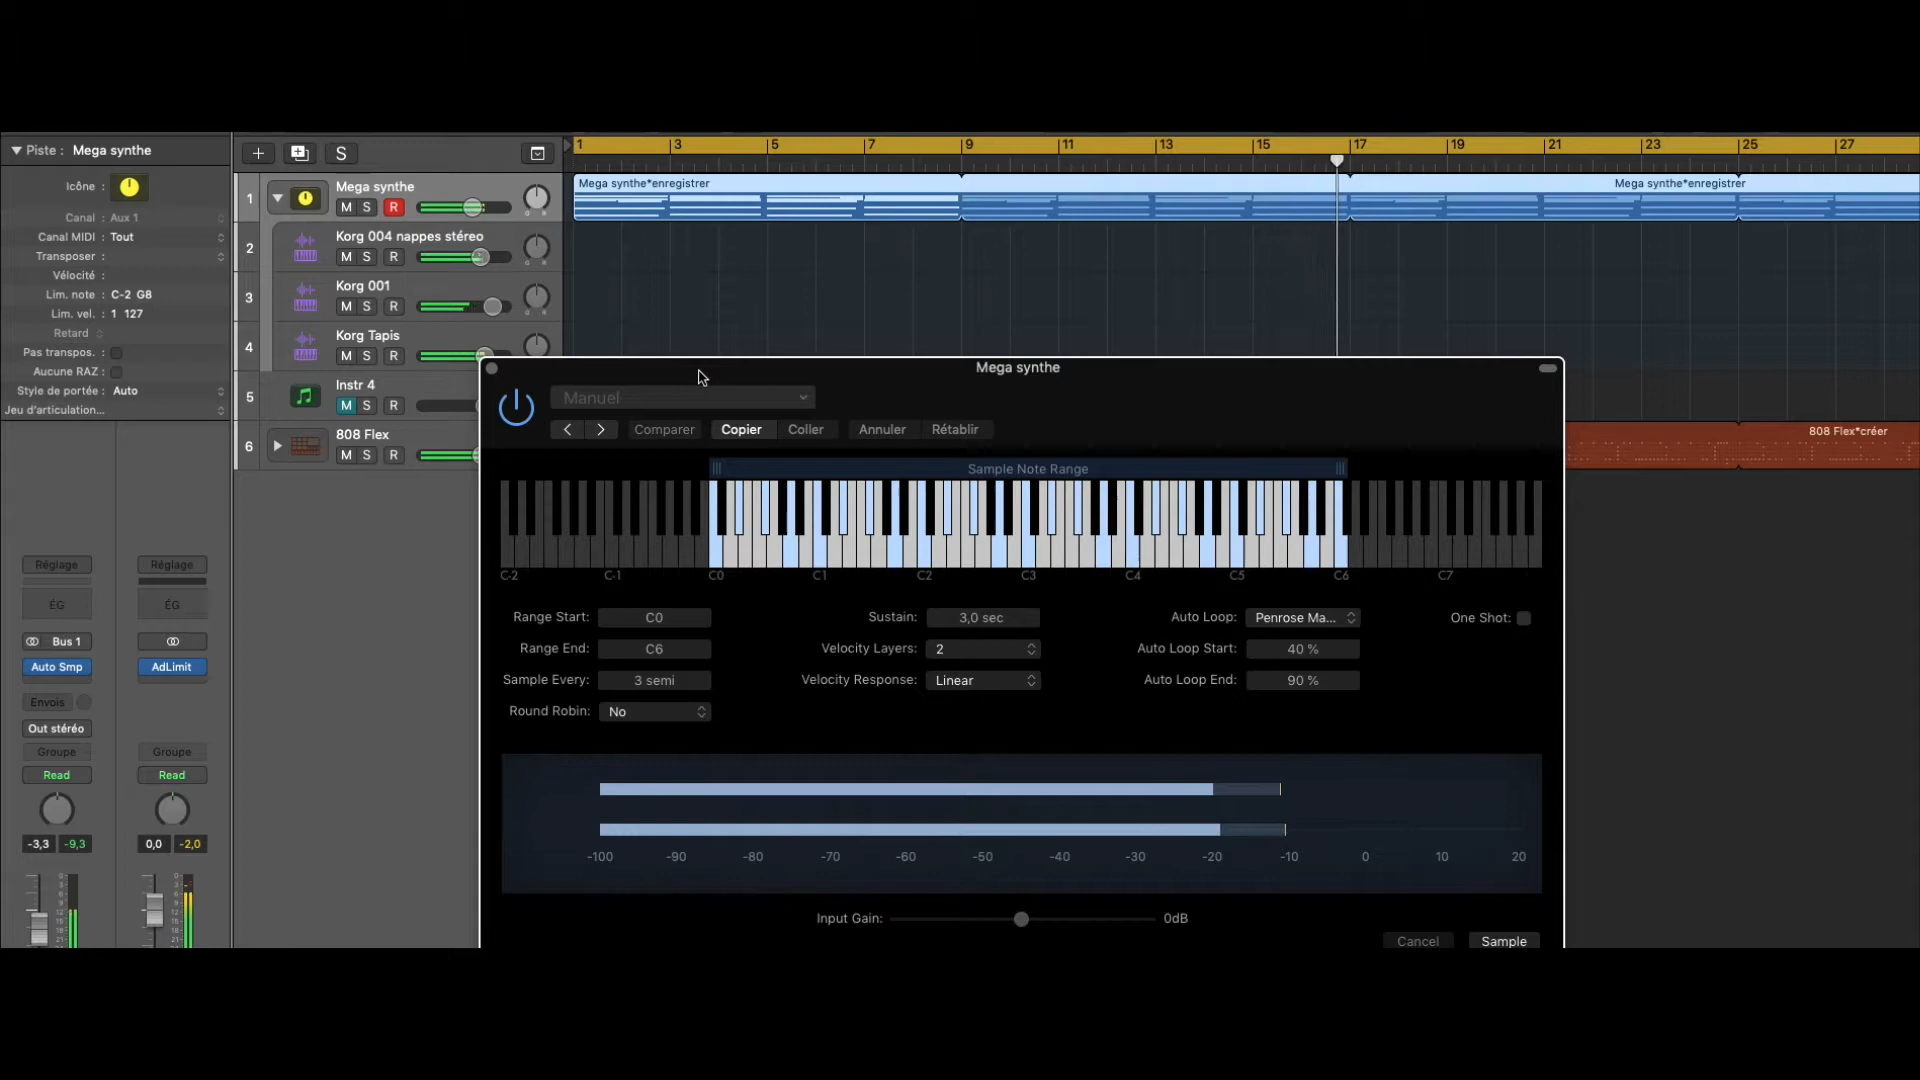 Piste : Mega synthe
Icône :
Canal : Aux 1
Canal MIDI : Tout
Transposer :
Vélocité :
Lim. note : C-2 G8
Lim. vel. : 1 127
Retard
Pas transpos. :
Aucune RAZ :
Style de portée : Auto
Jeu d'articulation...
Réglage Réglage
ÉG ÉG
Bus 1
Auto Smp AdLimit
Envois
Out stéréo
Groupe Groupe
Read Read
-3,3 -9,3 0,0 -2,0
+ S
1 3 5 7 9 11 13 15 17 19 21 23 25 27
1 Mega synthe
M S R
Mega synthe*enregistrer Mega synthe*enregistrer
2 Korg 004 nappes stéreo
M S R
3 Korg 001
M S R
4 Korg Tapis
M S R
5 Instr 4
M S R
6 808 Flex
M S R
808 Flex*créer
Mega synthe
Manuel
Comparer Copier Coller Annuler Rétablir
Sample Note Range
C-2 C-1 C0 C1 C2 C3 C4 C5 C6 C7
Range Start: C0 Sustain: 3,0 sec Auto Loop: Penrose Ma... One Shot:
Range End: C6 Velocity Layers: 2 Auto Loop Start: 40 %
Sample Every: 3 semi Velocity Response: Linear Auto Loop End: 90 %
Round Robin: No
-100 -90 -80 -70 -60 -50 -40 -30 -20 -10 0 10 20
Input Gain: 0dB
Cancel Sample